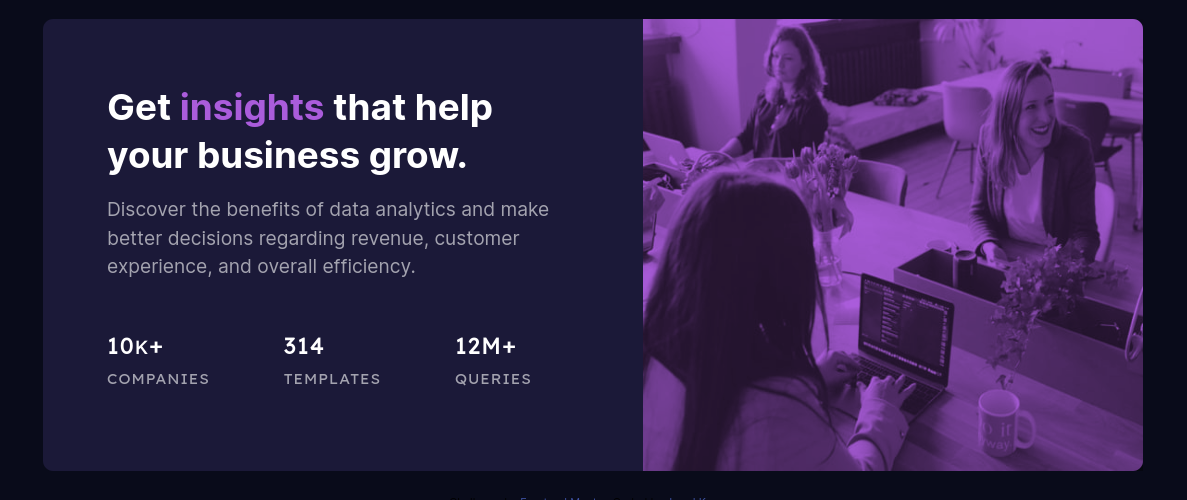 Get insights that help
your business grow.
Discover the benefits of data analytics and make
better decisions regarding revenue, customer
experience, and overall efficiency.
10K+ 314 12M+
COMPANIES TEMPLATES QUERIES